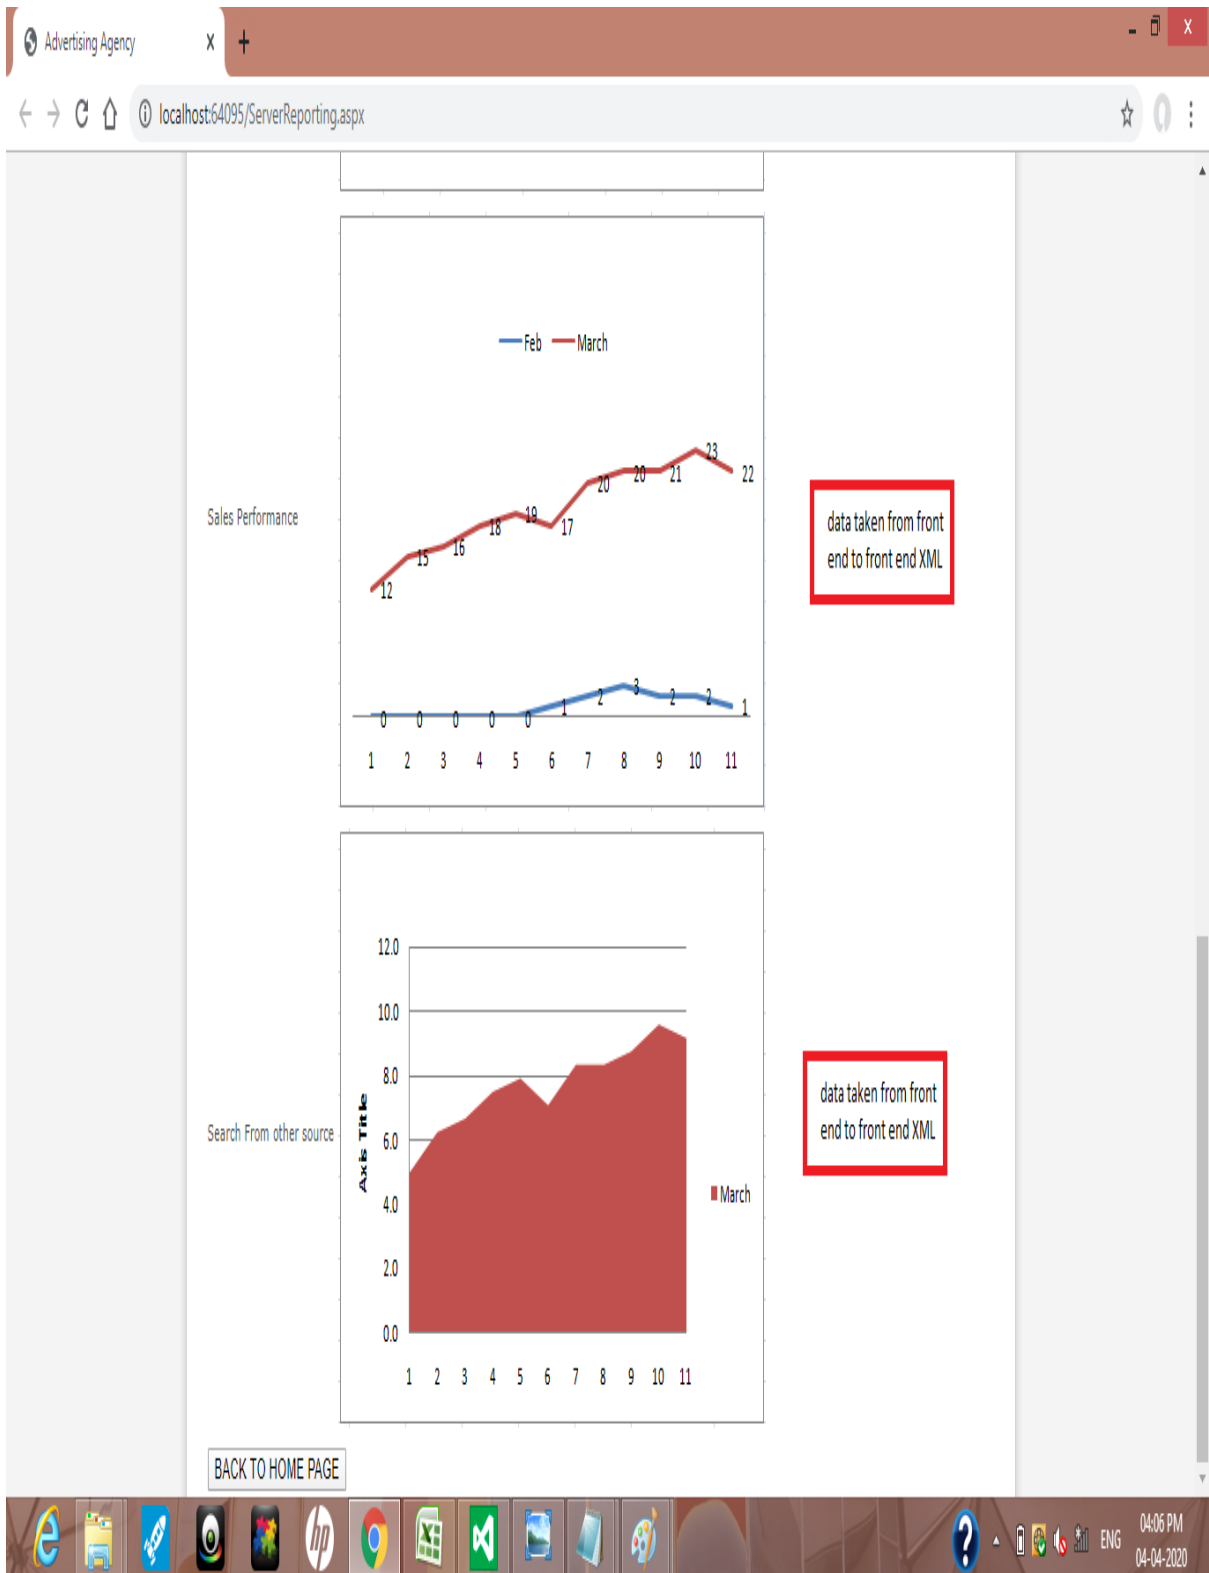 Advertising Agency
localhost:64095/ServerReporting.aspx
Feb March
23
22
21
20
20
19
18
17
16
15
12
Sales Performance
data taken from front
end to front end XML
0 0 0 0 0 1 2 3 2 2 1
1 2 3 4 5 6 7 8 9 10 11
12.0
10.0
8.0
6.0
4.0
2.0
0.0
Axis Title
Search From other source
March
data taken from front
end to front end XML
1 2 3 4 5 6 7 8 9 10 11
BACK TO HOME PAGE
hp
ENG
04:06 PM
04-04-2020